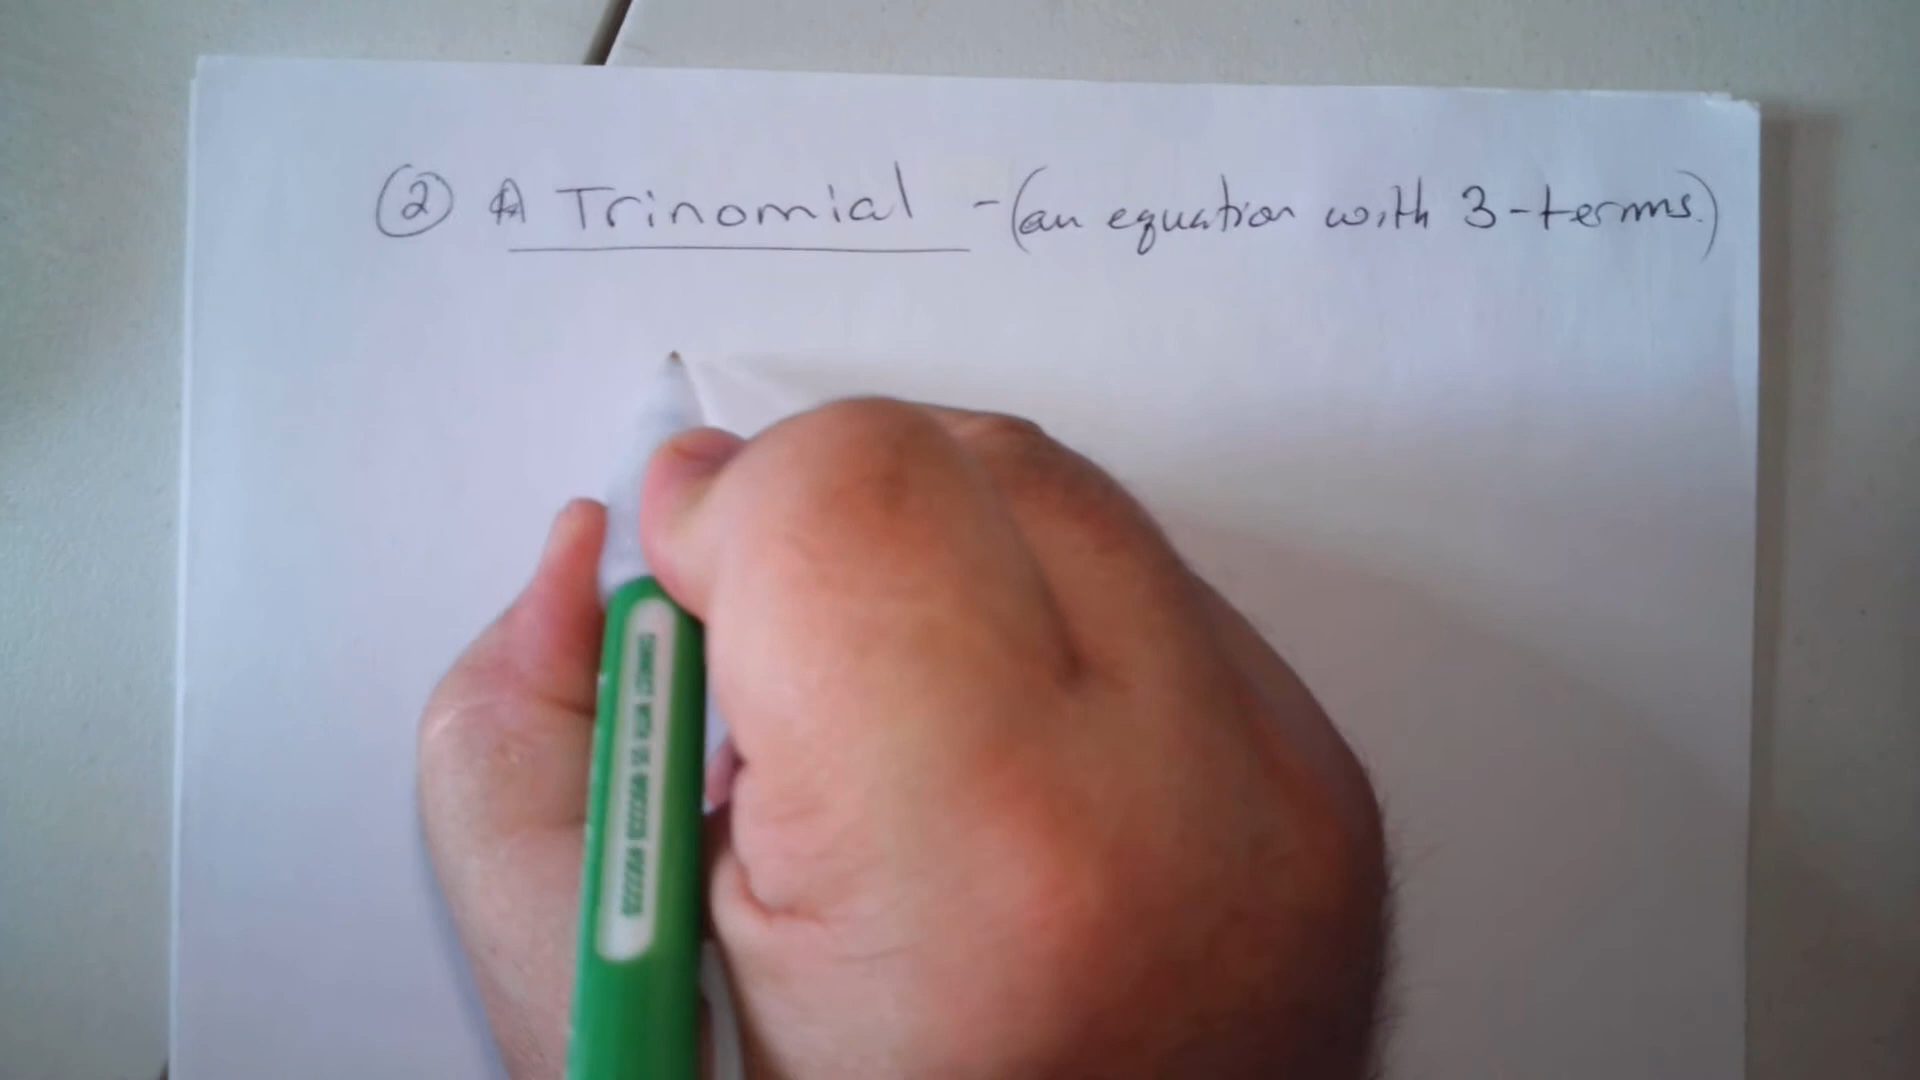 ② A Trinomial - (an equation with 3-terms.)